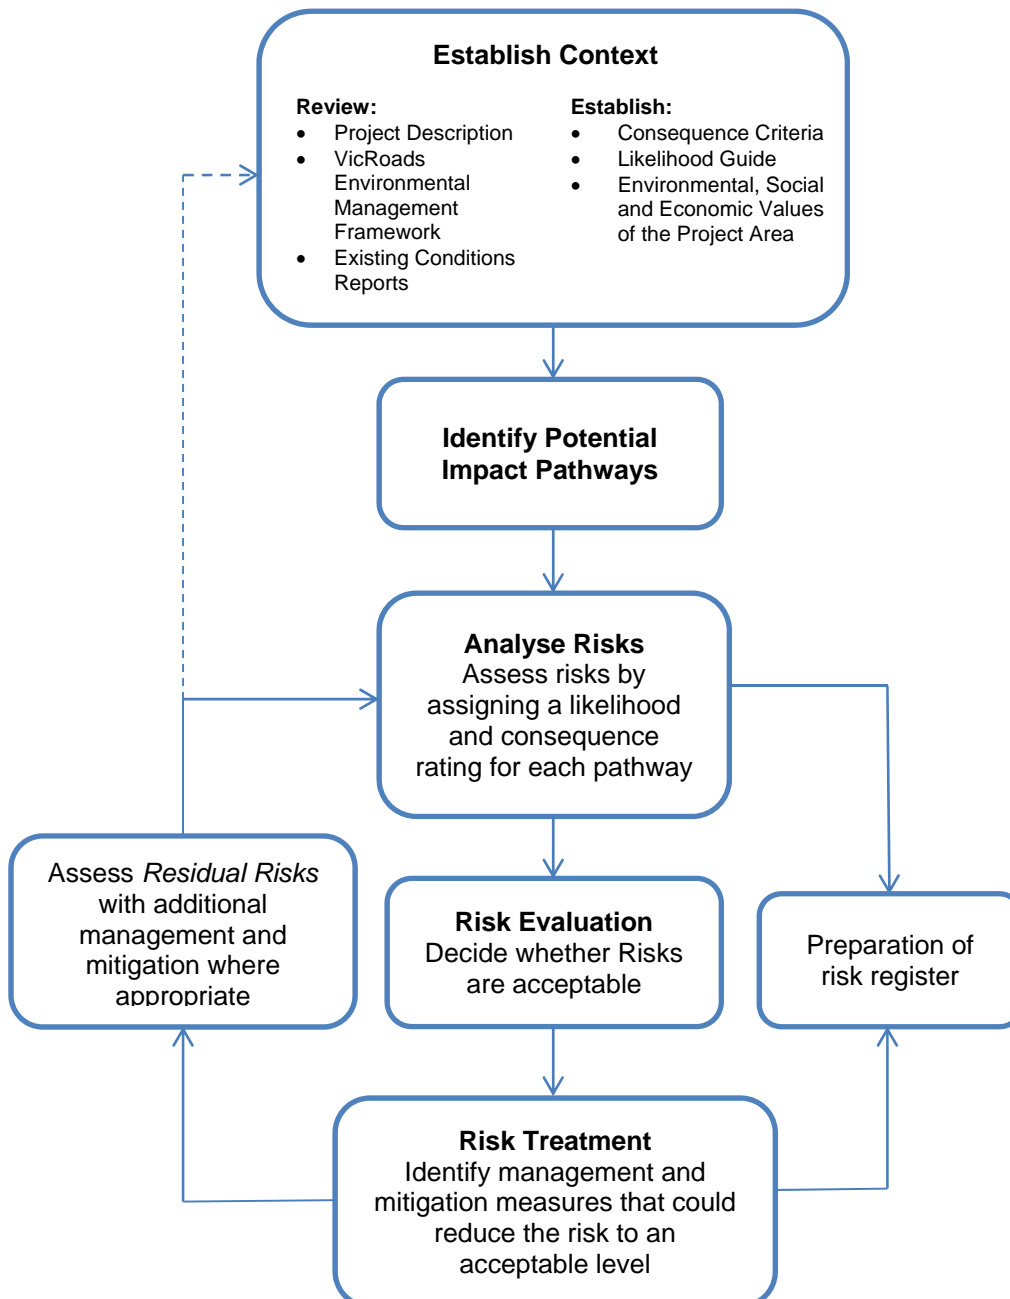 Establish Context
Review:
• Project Description
• VicRoads
Environmental
Management
Framework
• Existing Conditions
Reports
Establish:
• Consequence Criteria
• Likelihood Guide
• Environmental, Social
and Economic Values
of the Project Area
Identify Potential
Impact Pathways
Analyse Risks
Assess risks by
assigning a likelihood
and consequence
rating for each pathway
Assess Residual Risks
with additional
management and
mitigation where
appropriate
Risk Evaluation
Decide whether Risks
are acceptable
Preparation of
risk register
Risk Treatment
Identify management and
mitigation measures that could
reduce the risk to an
acceptable level